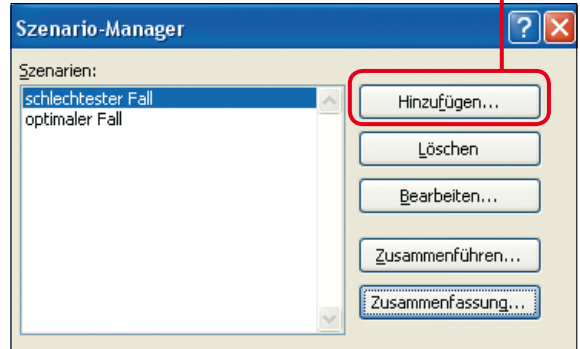 Szenario-Manager
Szenarien:
schlechtester Fall
optimaler Fall
Hinzufügen...
Löschen
Bearbeiten...
Zusammenführen...
Zusammenfassung...